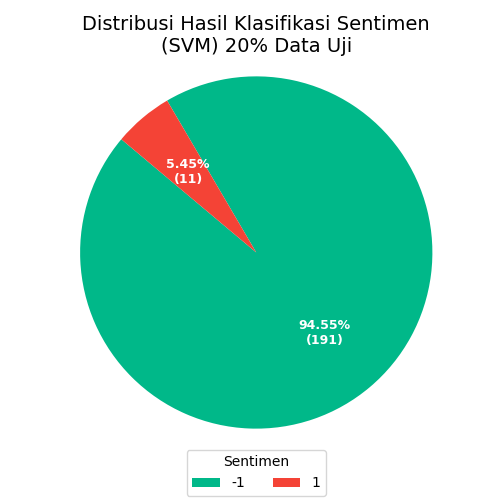 Distribusi Hasil Klasifikasi Sentimen
(SVM) 20% Data Uji
5.45%
(11)
94.55%
(191)
Sentimen
-1 1